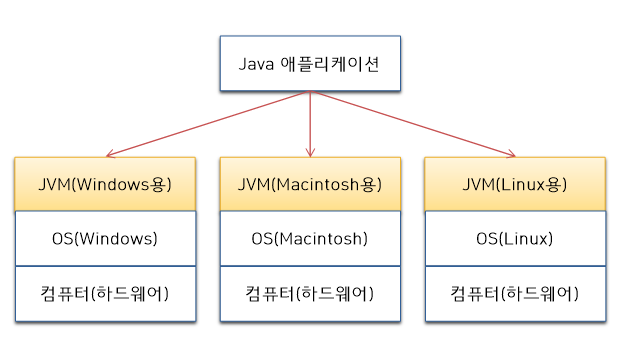 Java 애플리케이션
JVM(Windows용)
JVM(Macintosh용)
JVM(Linux용)
OS(Windows)
OS(Macintosh)
OS(Linux)
컴퓨터(하드웨어)
컴퓨터(하드웨어)
컴퓨터(하드웨어)